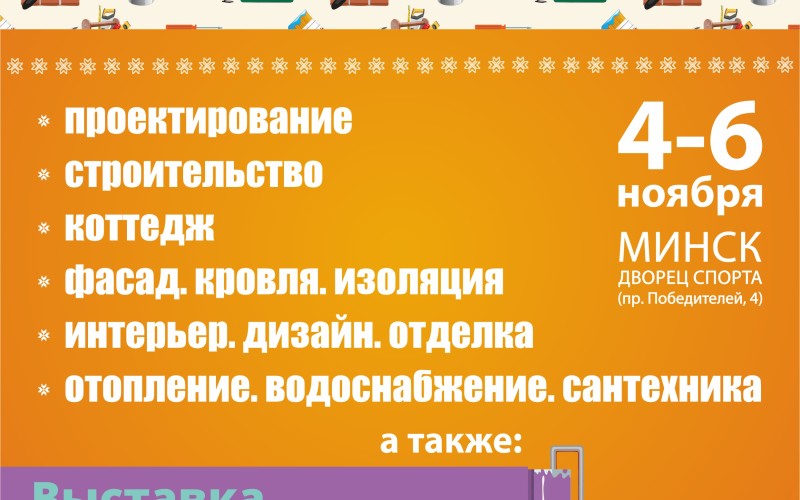 проектирование
строительство
коттедж
фасад. кровля. изоляция
интерьер. дизайн. отделка
отопление. водоснабжение. сантехника
4-6
ноября
МИНСК
ДВОРЕЦ СПОРТА
(пр. Победителей, 4)
а также:
Выставка